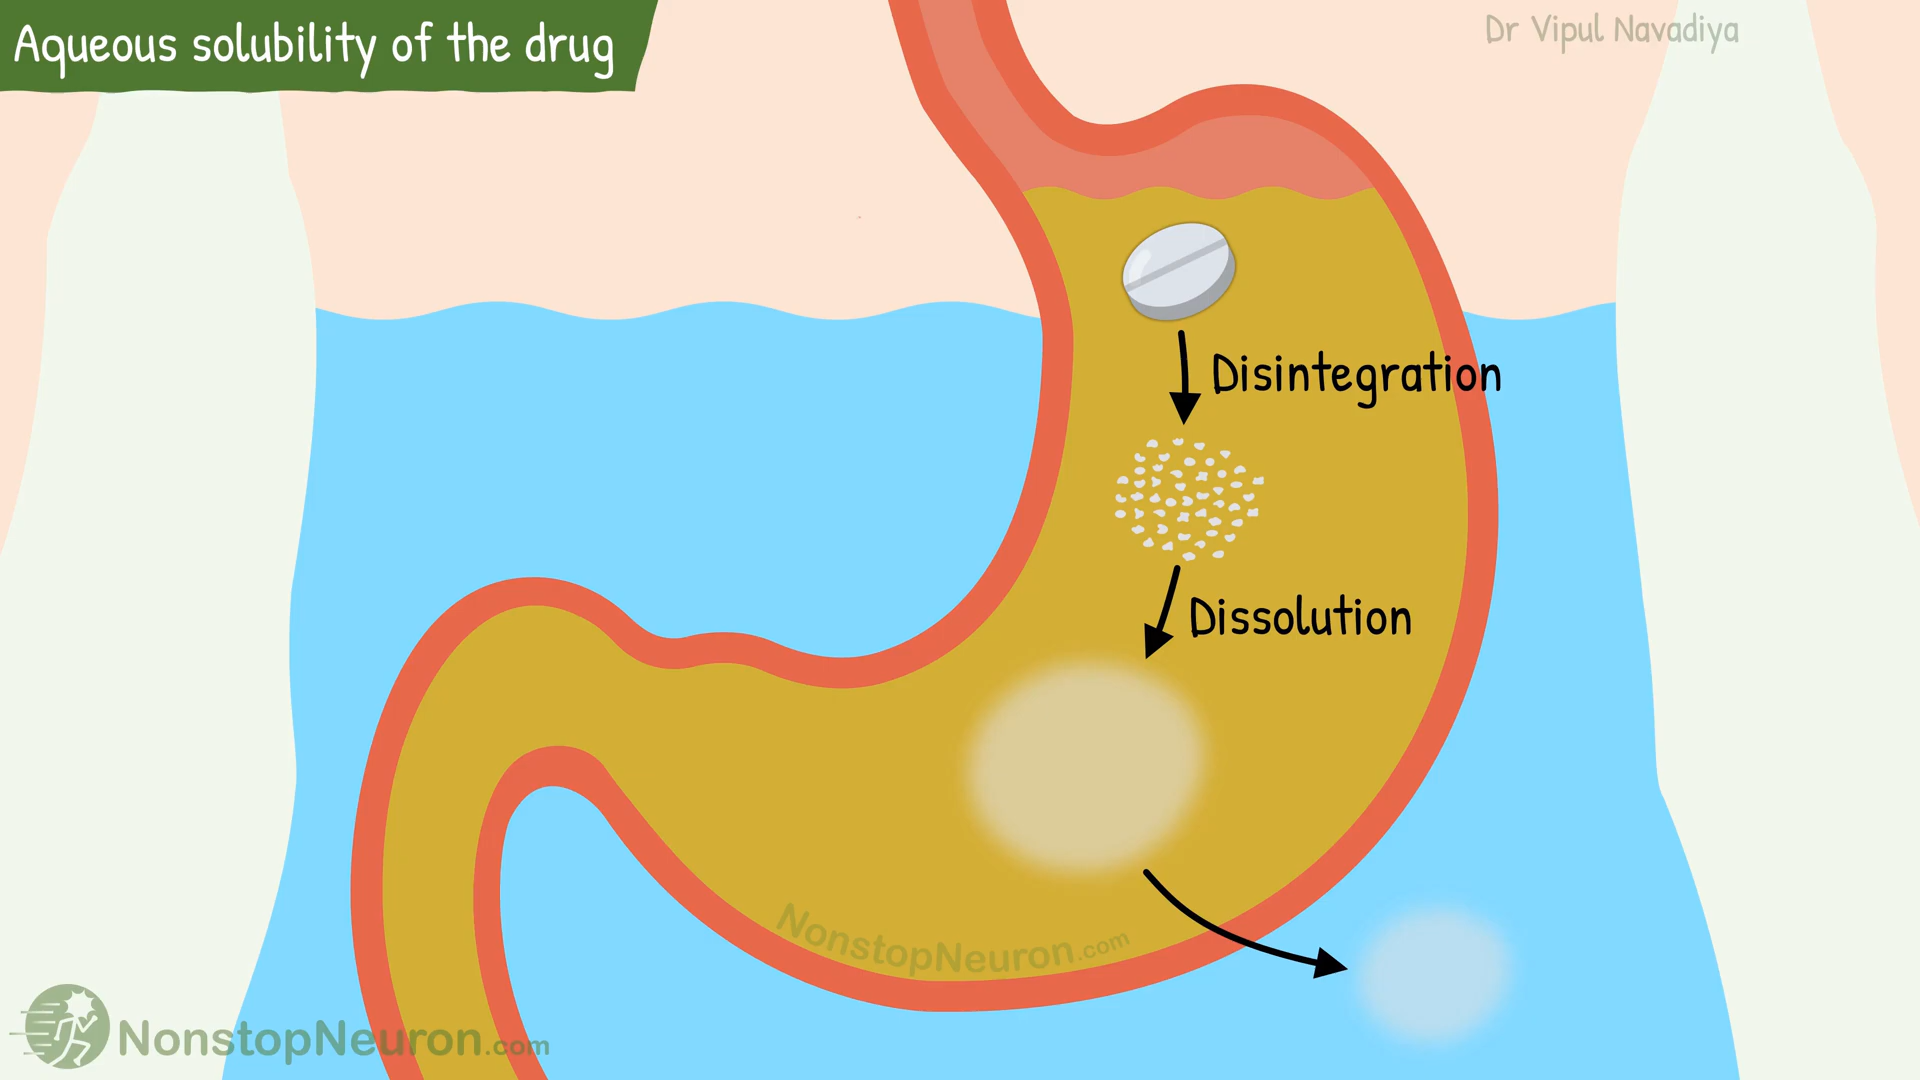 Aqueous solubility of the drug
Dr Vipul Navadiya
Disintegration
Dissolution
NonstopNeuron.com
NonstopNeuron.com